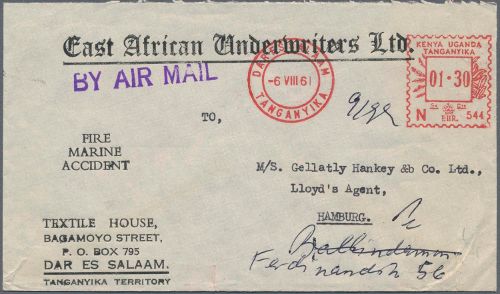 East African Underwriters Ltd.
BY AIR MAIL
DAR ES SALAAM
-6 VIII 61
TANGANYIKA
KENYA UGANDA
TANGANYIKA
01·30
EUR.
N 544
TO,
FIRE
MARINE
ACCIDENT
M/S. Gellatly Hankey &b Co. Ltd.,
Lloyd's Agent,
HAMBURG.
Ballindamm
Ferdinandstr 56
TEXTILE HOUSE,
BAGAMOYO STREET,
P. O. BOX 795
DAR ES SALAAM.
TANGANYIKA TERRITORY